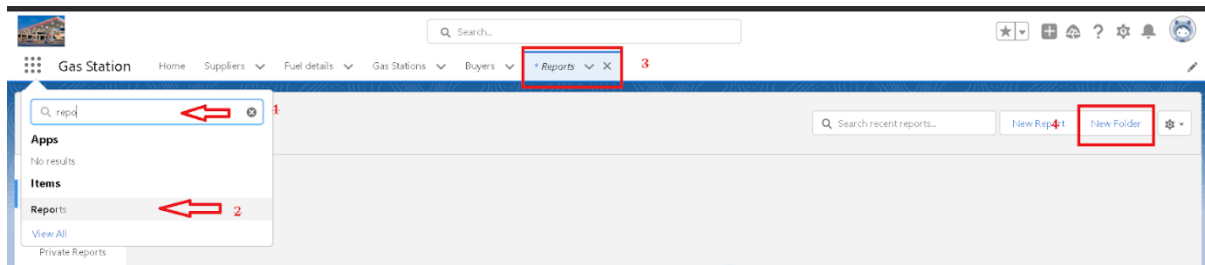 Search...
Gas Station Home Suppliers Fuel details Gas Stations Buyers * Reports 3
repo 1
Search recent reports... New Report 4 New Folder
Apps
No results
Items
Reports 2
View All
Private Reports